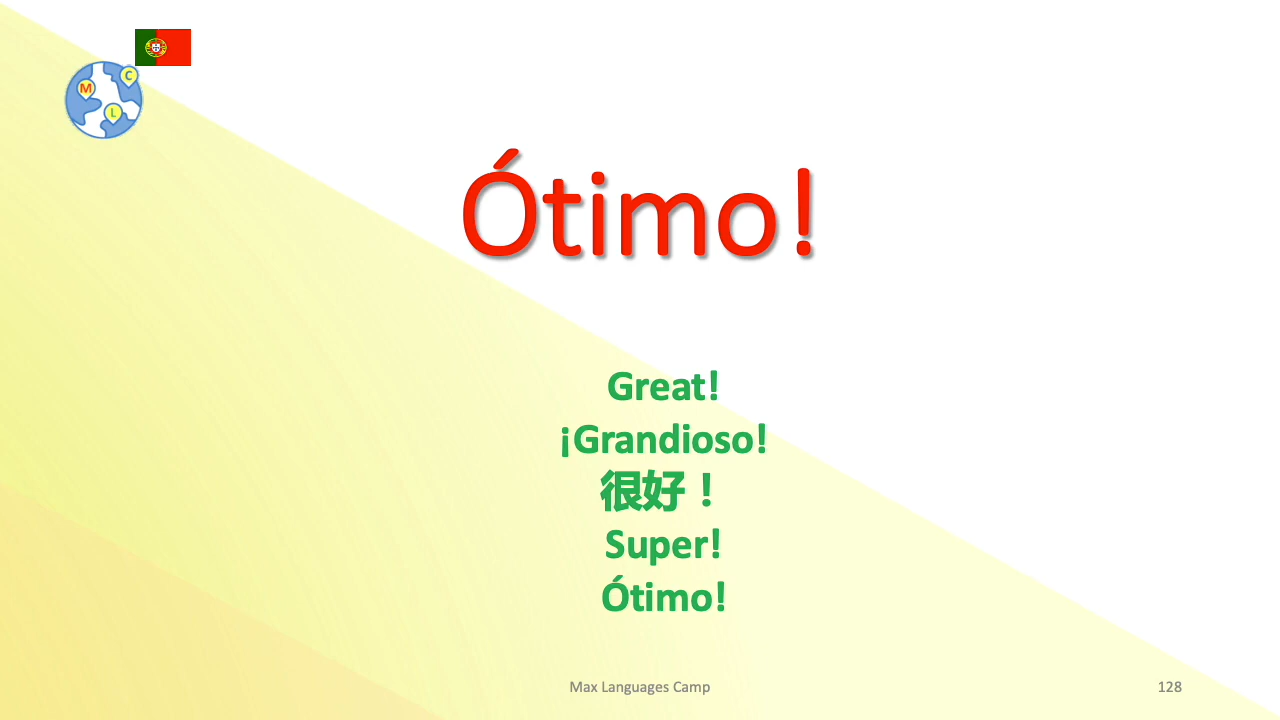 C
M
L
Ótimo!
Great!
¡Grandioso!
很好！
Super!
Ótimo!
Max Languages Camp
128